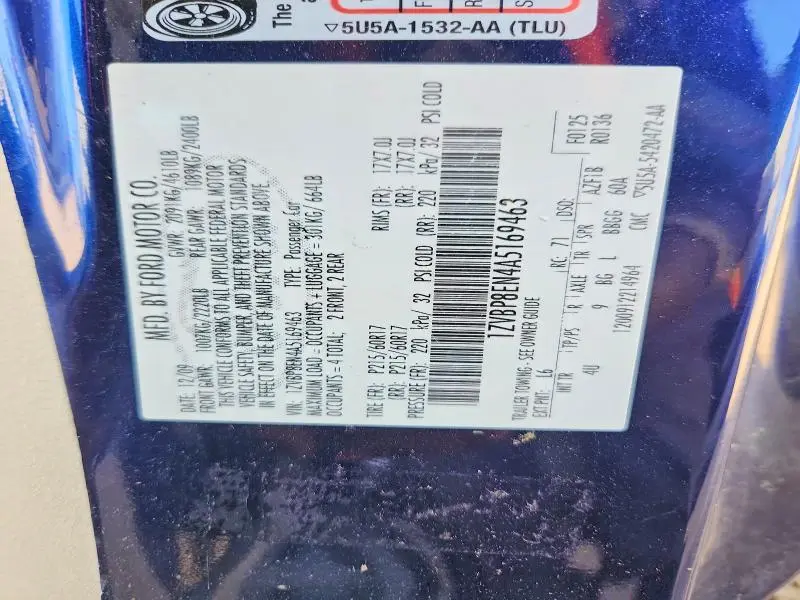 The
a
▽5U5A-1532-AA (TLU)
MFD. BY FORD MOTOR CO.
DATE: 12/09 GVWR: 2091KG/4610LB
FRONT GAWR: 1007KG/2220LB REAR GAWR: 1089KG/2400LB
THIS VEHICLE CONFORMS TO ALL APPLICABLE FEDERAL MOTOR
VEHICLE SAFETY, BUMPER, AND THEFT PREVENTION STANDARDS
IN EFFECT ON THE DATE OF MANUFACTURE SHOWN ABOVE.
VIN: 1ZVBP8EN4A5169463 TYPE: Passenger Car
MAXIMUM LOAD = OCCUPANTS + LUGGAGE = 301KG/ 664LB
OCCUPANTS = 4 TOTAL; 2 FRONT, 2 REAR
TIRE (FR): P215/60R17 RIMS (FR): 17X7.0J
(RR): P215/60R17 (RR): 17X7.0J
PRESSURE (FR): 220 kPa/ 32 PSI COLD (RR): 220 kPa/ 32 PSI COLD
1ZVBP8EN4A5169463
TRAILER TOWING - SEE OWNER GUIDE
EXT PNT: L6 RC: 71 DSO: F0125
R0136
INT TR TP/PS R AXLE TR SPR AZF18
4U 9 BG L BBGG 60A
1200912214964 CMC ▽5U5A-5420472-AA